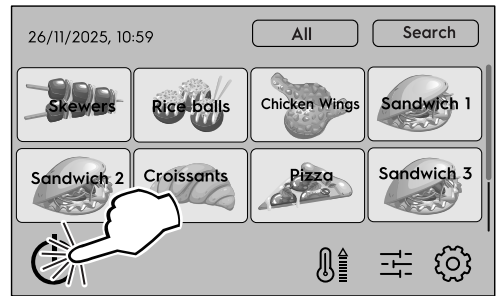 26/11/2025, 10:59
All
Search
Skewers
Rice balls
Chicken Wings
Sandwich 1
Sandwich 2
Croissants
Pizza
Sandwich 3